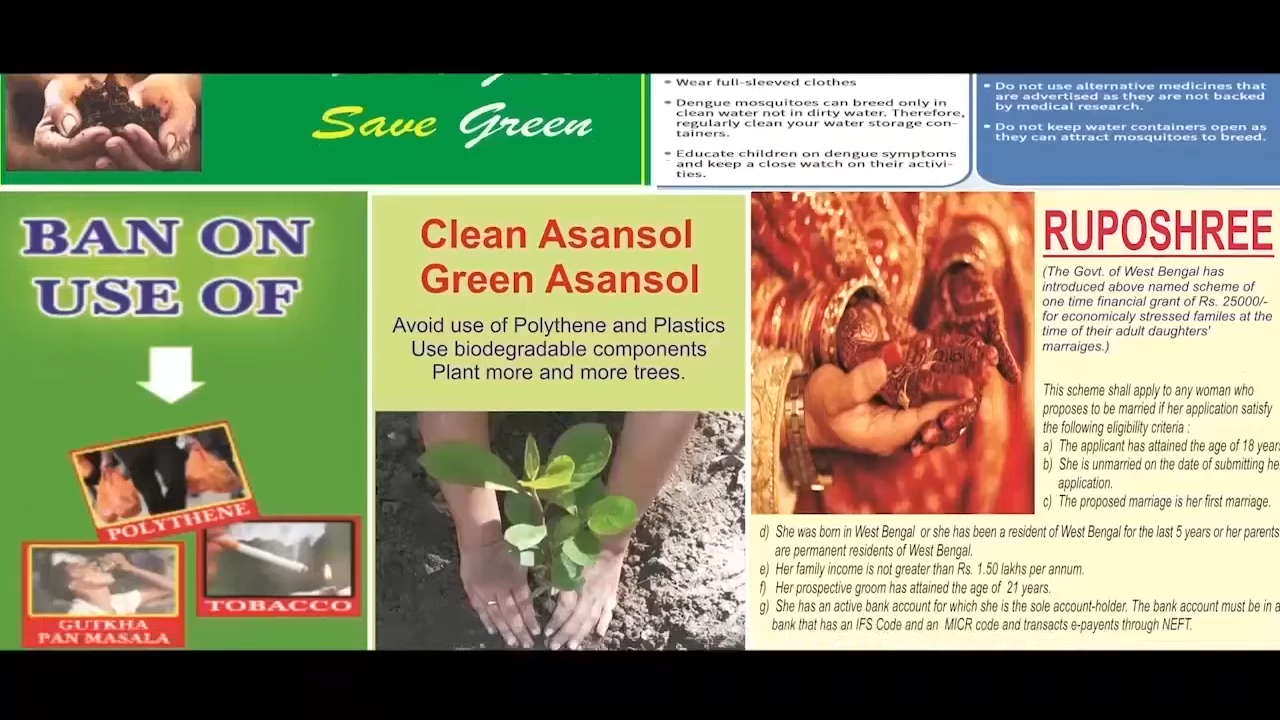 Save Green
• Wear full-sleeved clothes
• Dengue mosquitoes can breed only in
clean water not in dirty water. Therefore,
regularly clean your water storage con-
tainers.
• Educate children on dengue symptoms
and keep a close watch on their activi-
ties.
• Do not use alternative medicines that
are advertised as they are not backed
by medical research.
• Do not keep water containers open as
they can attract mosquitoes to breed.
BAN ON
USE OF
POLYTHENE
TOBACCO
GUTKHA
PAN MASALA
Clean Asansol
Green Asansol
Avoid use of Polythene and Plastics
Use biodegradable components
Plant more and more trees.
RUPOSHREE
(The Govt. of West Bengal has
introduced above named scheme of
one time financial grant of Rs. 25000/-
for economicaly stressed familes at the
time of their adult daughters'
marraiges.)
This scheme shall apply to any woman who
proposes to be married if her application satisfy
the following eligibility criteria :
a) The applicant has attained the age of 18 year
b) She is unmarried on the date of submitting he
application.
c) The proposed marriage is her first marriage.
d) She was born in West Bengal or she has been a resident of West Bengal for the last 5 years or her parents
are permanent residents of West Bengal.
e) Her family income is not greater than Rs. 1.50 lakhs per annum.
f) Her prospective groom has attained the age of 21 years.
g) She has an active bank account for which she is the sole account-holder. The bank account must be in a
bank that has an IFS Code and an MICR code and transacts e-payents through NEFT.